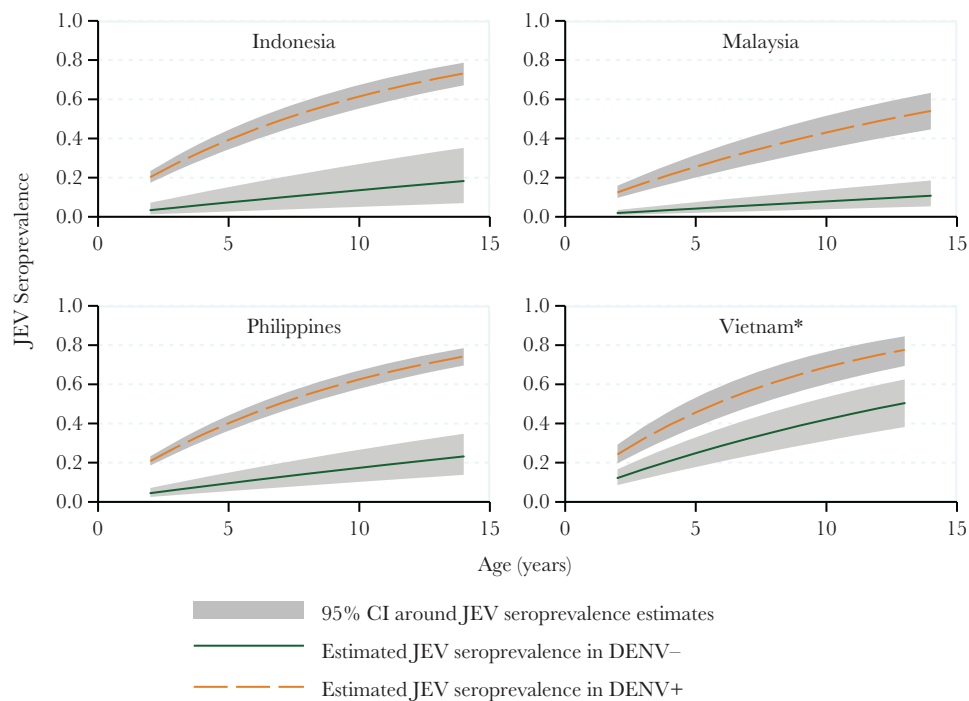 JEV Seroprevalence
Indonesia
1.0
0.8
0.6
0.4
0.2
0.0
0 5 10 15
Malaysia
1.0
0.8
0.6
0.4
0.2
0.0
0 5 10 15
Philippines
1.0
0.8
0.6
0.4
0.2
0.0
0 5 10 15
Vietnam*
1.0
0.8
0.6
0.4
0.2
0.0
0 5 10 15
Age (years)
95% CI around JEV seroprevalence estimates
Estimated JEV seroprevalence in DENV–
Estimated JEV seroprevalence in DENV+